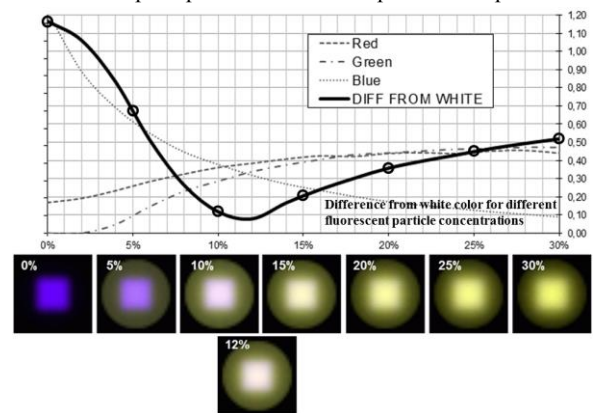 1,20
1,10
1,00
0,90
0,80
0,70
0,60
0,50
0,40
0,30
0,20
0,10
0,00
Red
Green
Blue
DIFF FROM WHITE
Difference from white color for different
fluorescent particle concentrations
0% 5% 10% 15% 20% 25% 30%
0% 5% 10% 15% 20% 25% 30%
12%